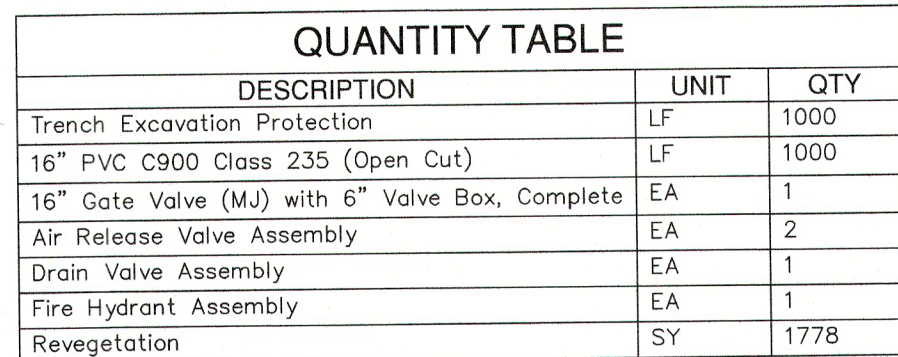 QUANTITY TABLE
DESCRIPTION UNIT QTY
Trench Excavation Protection LF 1000
16" PVC C900 Class 235 (Open Cut) LF 1000
16" Gate Valve (MJ) with 6" Valve Box, Complete EA 1
Air Release Valve Assembly EA 2
Drain Valve Assembly EA 1
Fire Hydrant Assembly EA 1
Revegetation SY 1778